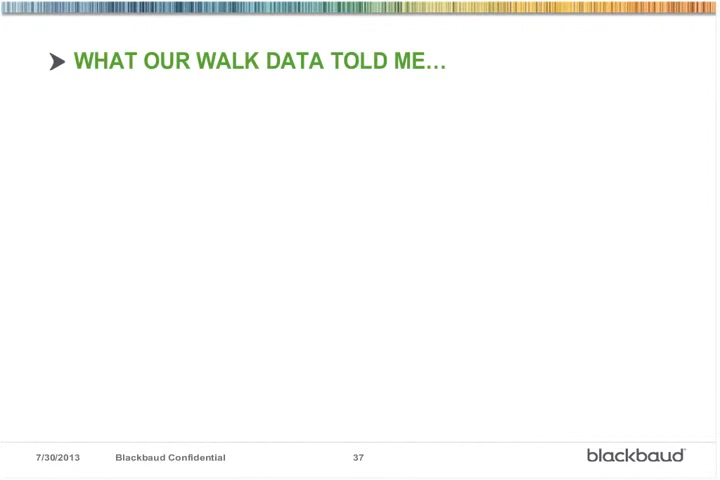 WHAT OUR WALK DATA TOLD ME…
7/30/2013 Blackbaud Confidential 37 blackbaud